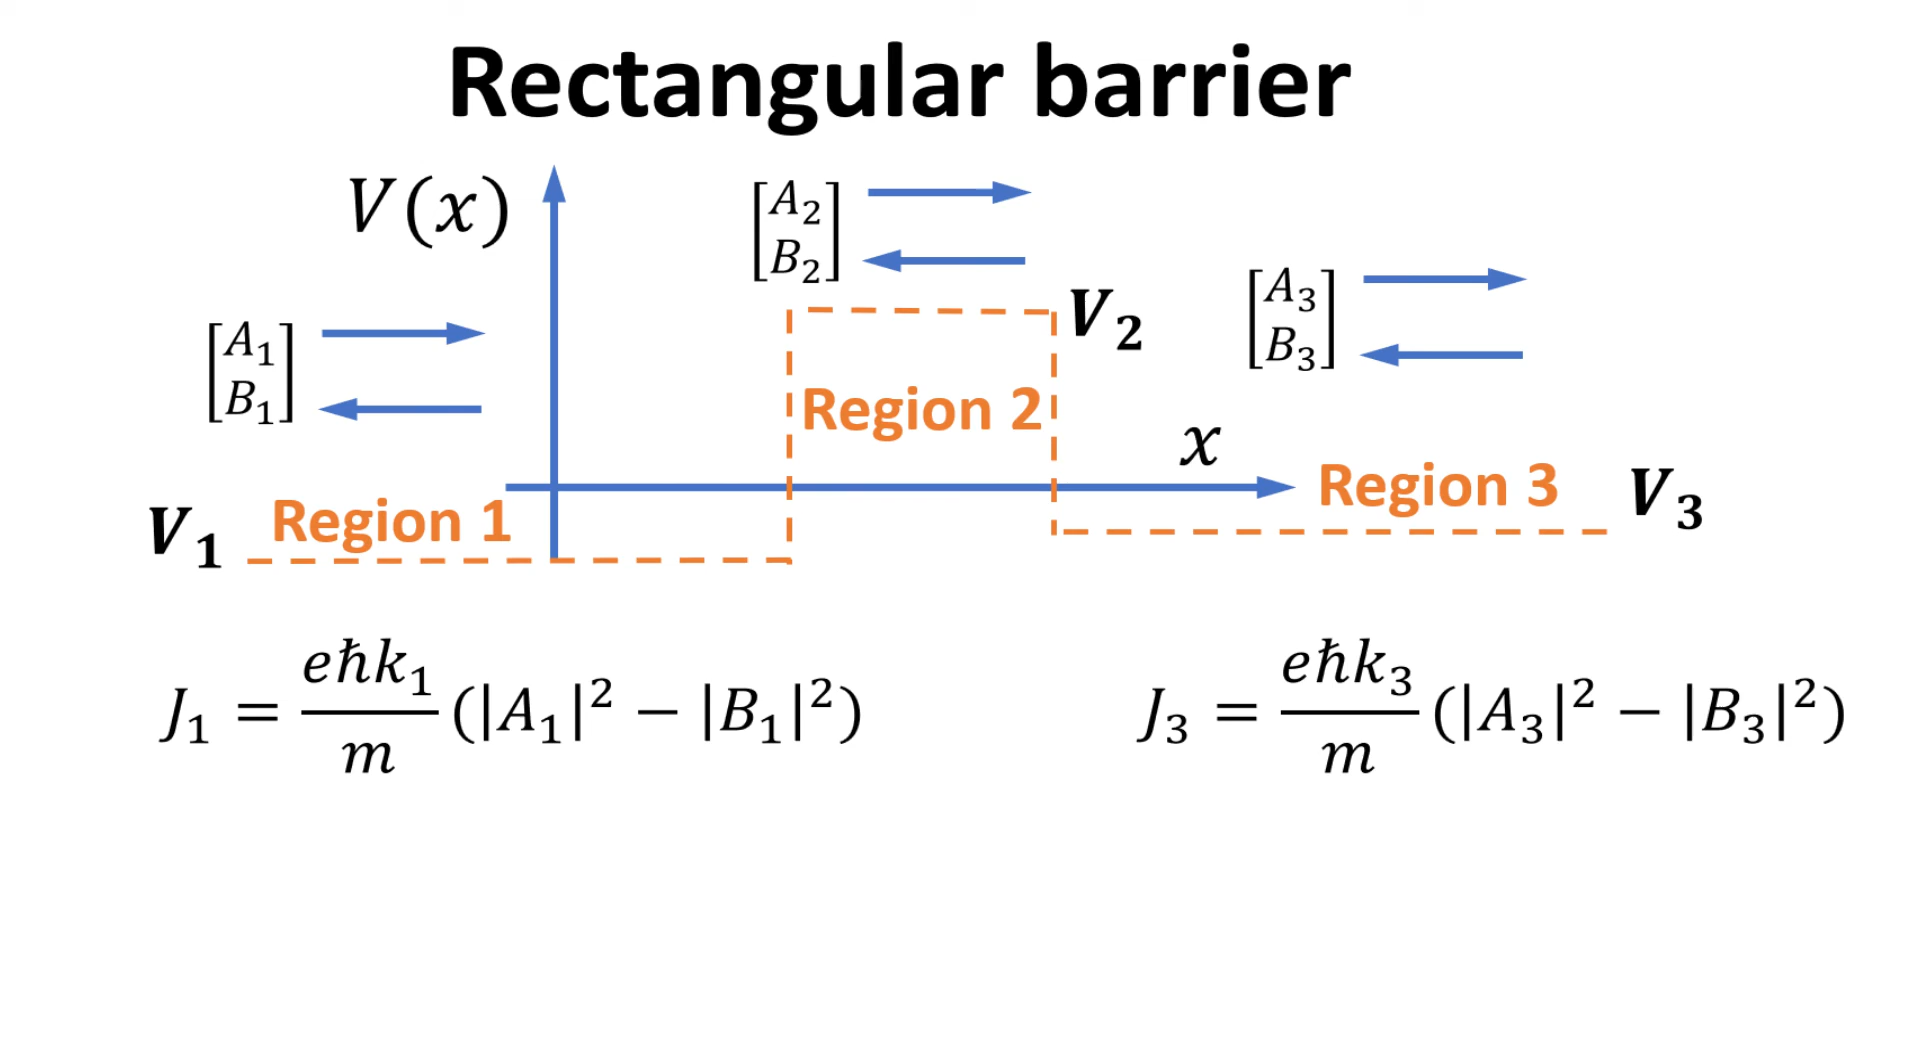 Rectangular barrier
V(x)
[A₂
B₂]
V₂
[A₃
B₃]
[A₁
B₁]
Region 2
x
Region 3
V₃
V₁
Region 1
J₁ = eħk₁/m (|A₁|² − |B₁|²)
J₃ = eħk₃/m (|A₃|² − |B₃|²)